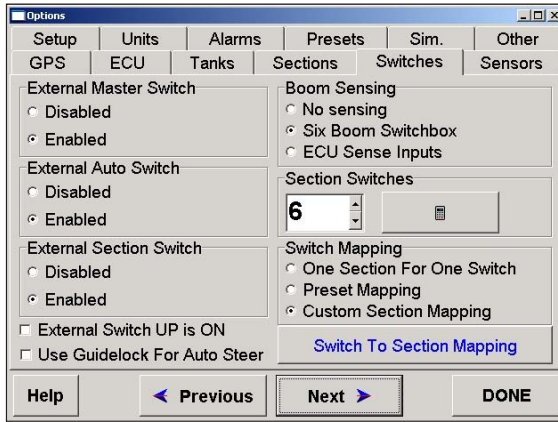 Options
Setup Units Alarms Presets Sim. Other
GPS ECU Tanks Sections Switches Sensors
External Master Switch
Disabled
Enabled
External Auto Switch
Disabled
Enabled
External Section Switch
Disabled
Enabled
External Switch UP is ON
Use Guidelock For Auto Steer
Boom Sensing
No sensing
Six Boom Switchbox
ECU Sense Inputs
Section Switches
6
Switch Mapping
One Section For One Switch
Preset Mapping
Custom Section Mapping
Switch To Section Mapping
Help Previous Next DONE